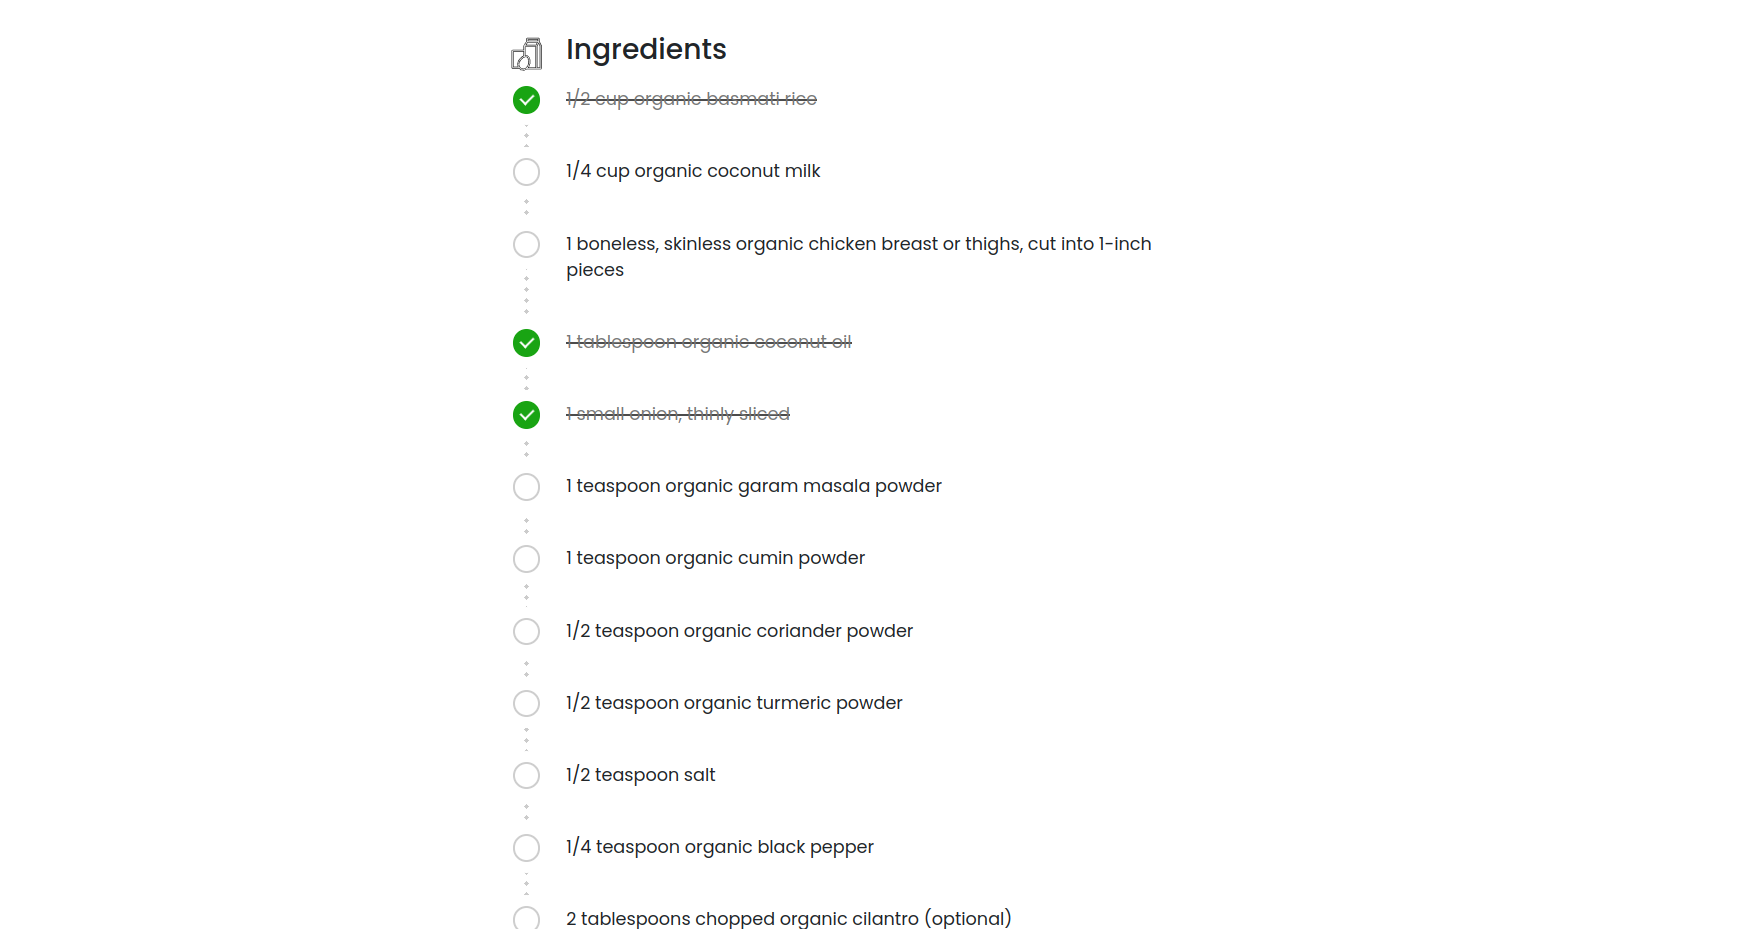 Ingredients
1/2 cup organic basmati rice
1/4 cup organic coconut milk
1 boneless, skinless organic chicken breast or thighs, cut into 1-inch
pieces
1 tablespoon organic coconut oil
1 small onion, thinly sliced
1 teaspoon organic garam masala powder
1 teaspoon organic cumin powder
1/2 teaspoon organic coriander powder
1/2 teaspoon organic turmeric powder
1/2 teaspoon salt
1/4 teaspoon organic black pepper
2 tablespoons chopped organic cilantro (optional)